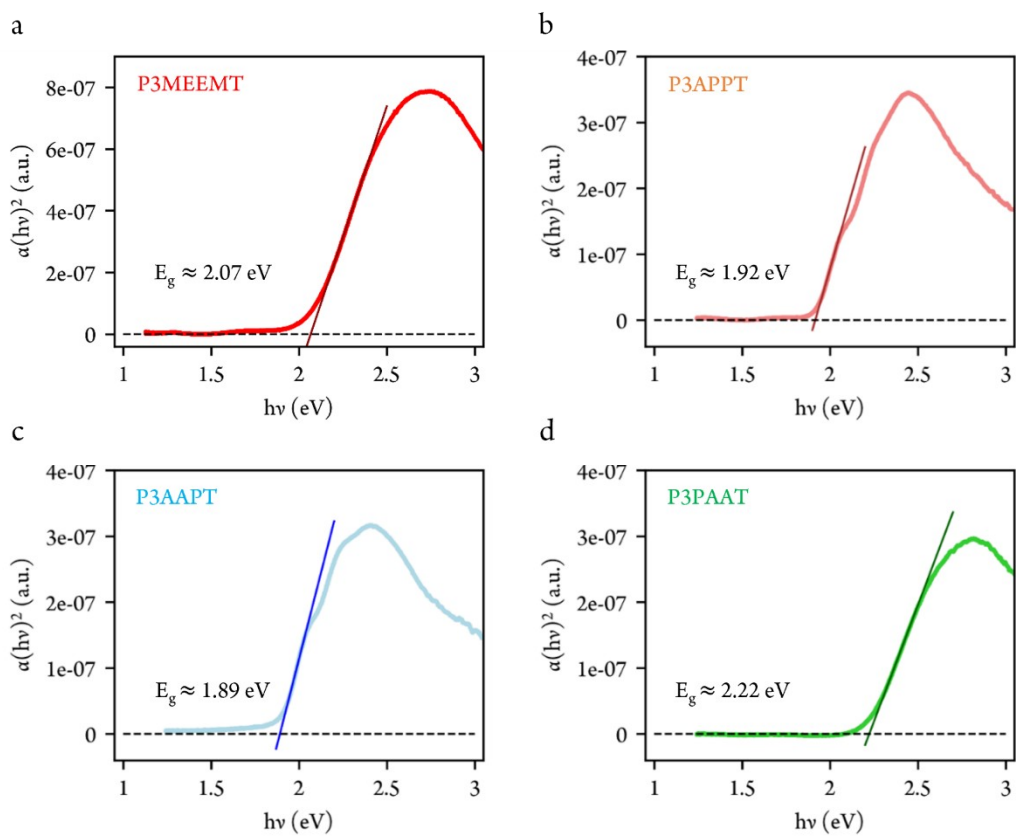 a
P3MEEMT
8e-07
6e-07
4e-07
2e-07
0
α(hν)² (a.u.)
E_g ≈ 2.07 eV
1 1.5 2 2.5 3
hν (eV)
b
P3APPT
4e-07
3e-07
2e-07
1e-07
0
α(hν)² (a.u.)
E_g ≈ 1.92 eV
1 1.5 2 2.5 3
hν (eV)
c
P3AAPT
4e-07
3e-07
2e-07
1e-07
0
α(hν)² (a.u.)
E_g ≈ 1.89 eV
1 1.5 2 2.5 3
hν (eV)
d
P3PAAT
4e-07
3e-07
2e-07
1e-07
0
α(hν)² (a.u.)
E_g ≈ 2.22 eV
1 1.5 2 2.5 3
hν (eV)